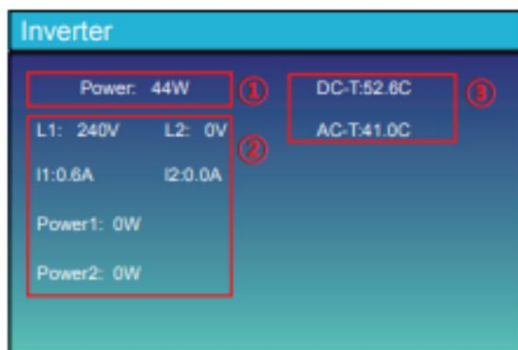 Inverter
Power: 44W
①
DC-T:52.6C
③
AC-T:41.0C
L1: 240V L2: 0V
②
I1:0.6A I2:0.0A
Power1: 0W
Power2: 0W